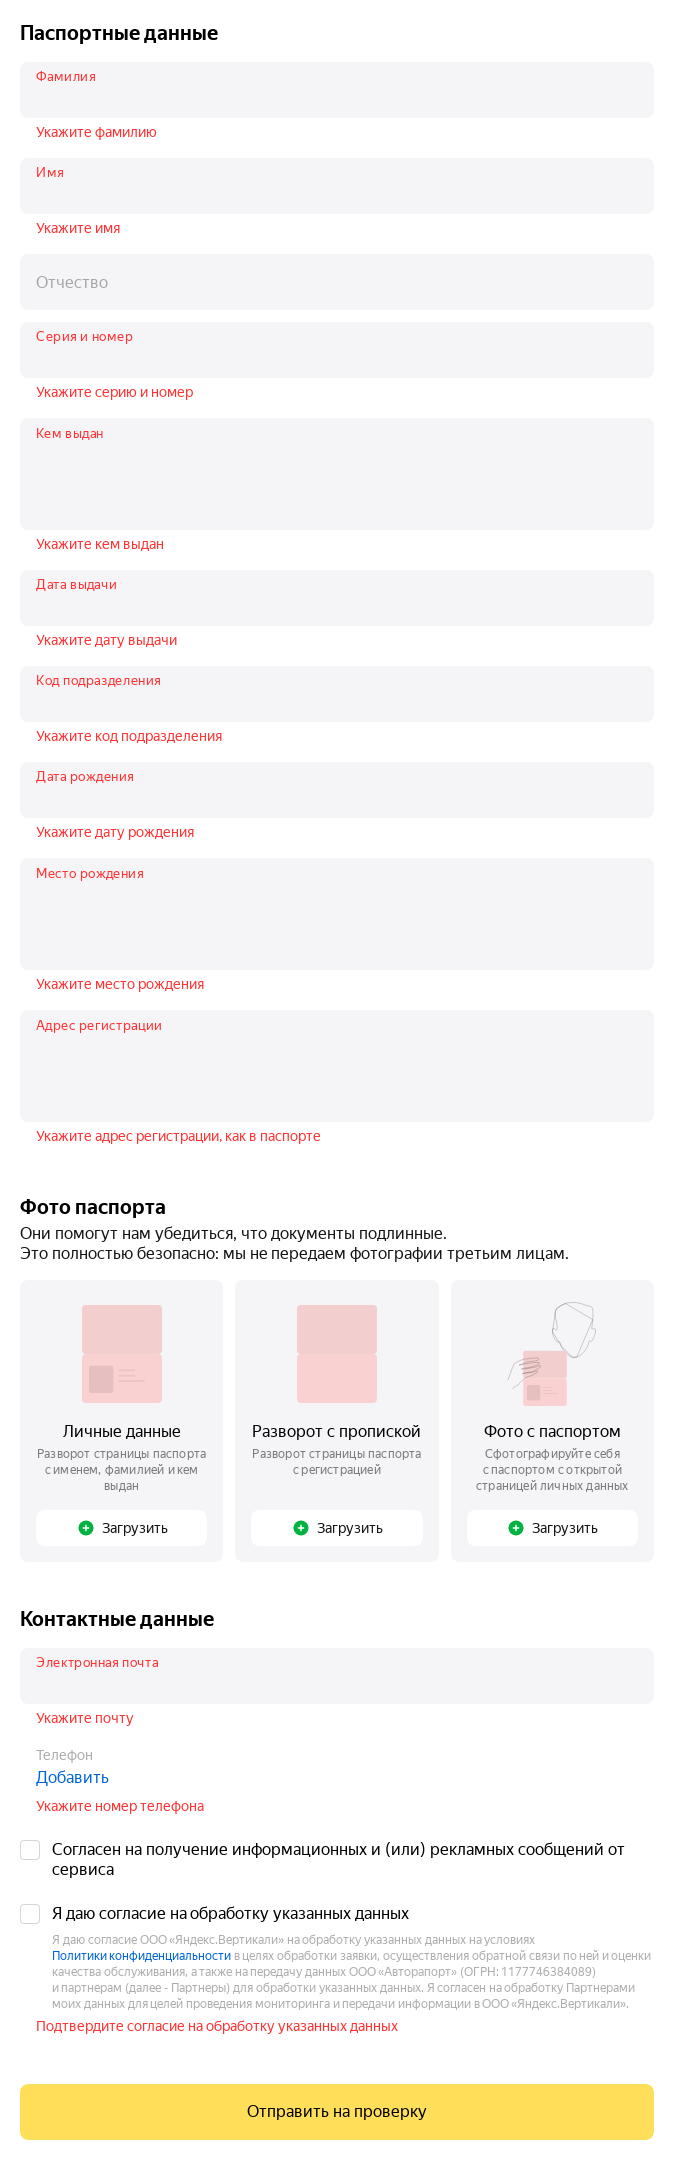 Паспортные данные
Фамилия
Укажите фамилию
Имя
Укажите имя
Отчество
Серия и номер
Укажите серию и номер
Кем выдан
Укажите кем выдан
Дата выдачи
Укажите дату выдачи
Код подразделения
Укажите код подразделения
Дата рождения
Укажите дату рождения
Место рождения
Укажите место рождения
Адрес регистрации
Укажите адрес регистрации, как в паспорте
Фото паспорта
Они помогут нам убедиться, что документы подлинные.
Это полностью безопасно: мы не передаем фотографии третьим лицам.
Личные данные
Разворот страницы паспорта
с именем, фамилией и кем
выдан
Загрузить
Разворот с пропиской
Разворот страницы паспорта
с регистрацией
Загрузить
Фото с паспортом
Сфотографируйте себя
с паспортом с открытой
страницей личных данных
Загрузить
Контактные данные
Электронная почта
Укажите почту
Телефон
Добавить
Укажите номер телефона
Согласен на получение информационных и (или) рекламных сообщений от
сервиса
Я даю согласие на обработку указанных данных
Я даю согласие ООО «Яндекс.Вертикали» на обработку указанных данных на условиях
Политики конфиденциальности в целях обработки заявки, осуществления обратной связи по ней и оценки
качества обслуживания, а также на передачу данных ООО «Авторапорт» (ОГРН: 1177746384089)
и партнерам (далее - Партнеры) для обработки указанных данных. Я согласен на обработку Партнерами
моих данных для целей проведения мониторинга и передачи информации в ООО «Яндекс.Вертикали».
Подтвердите согласие на обработку указанных данных
Отправить на проверку